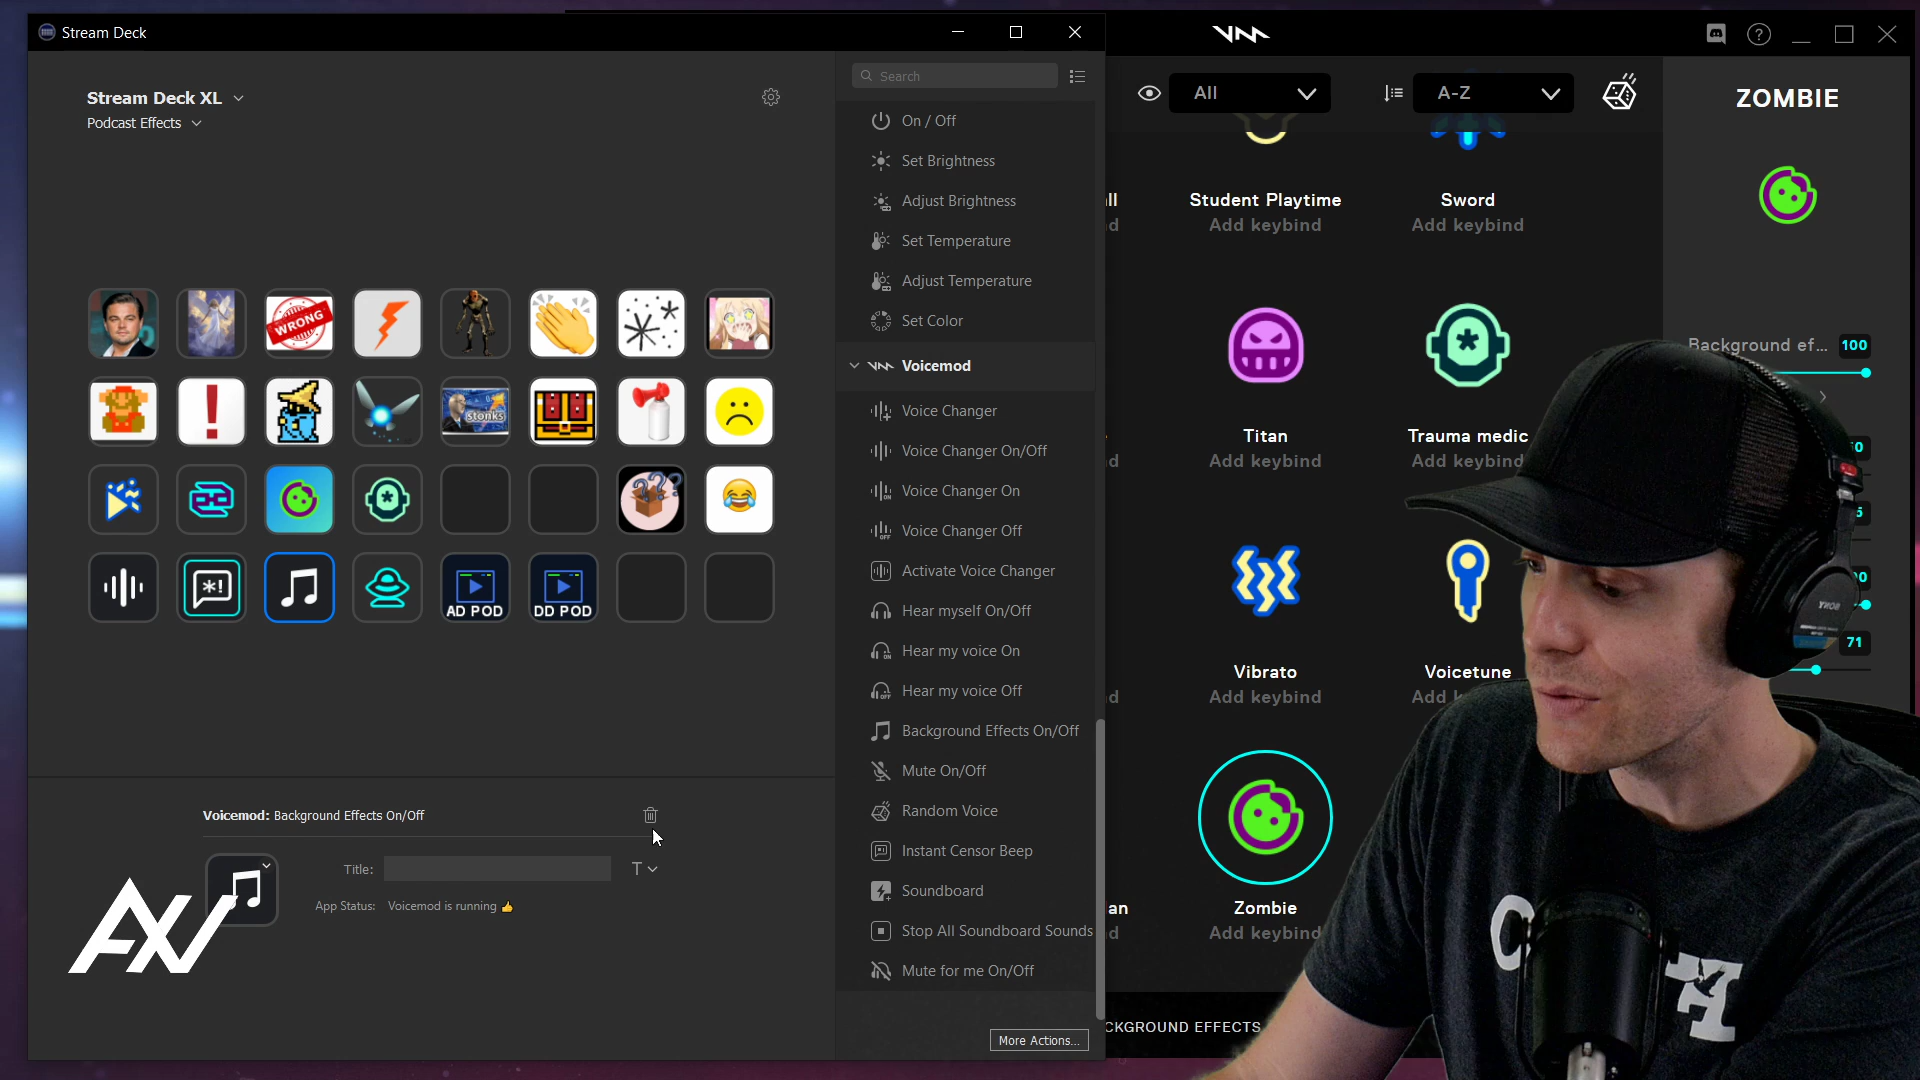 Stream Deck
Stream Deck XL
Podcast Effects
WRONG
stonks
???
*!
AD POD
DD POD
Voicemod: Background Effects On/Off
Title:
T
App Status: Voicemod is running 👍
Search
On / Off
Set Brightness
Adjust Brightness
Set Temperature
Adjust Temperature
Set Color
Voicemod
Voice Changer
Voice Changer On/Off
Voice Changer On
Voice Changer Off
Activate Voice Changer
Hear myself On/Off
Hear my voice On
Hear my voice Off
Background Effects On/Off
Mute On/Off
Random Voice
Instant Censor Beep
Soundboard
Stop All Soundboard Sounds
Mute for me On/Off
More Actions...
All
A-Z
Student Playtime
Add keybind
Sword
Add keybind
Titan
Add keybind
Trauma medic
Add keybind
Vibrato
Add keybind
Voicetune
Add k
Zombie
Add keybind
CKGROUND EFFECTS
ZOMBIE
Background ef... 100
71
SONY